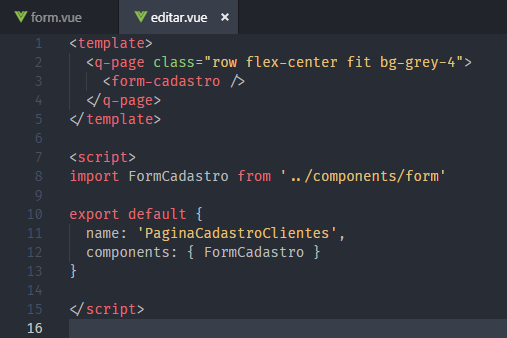 form.vue editar.vue ×
1 <template>
2 <q-page class="row flex-center fit bg-grey-4">
3 <form-cadastro />
4 </q-page>
5 </template>
6
7 <script>
8 import FormCadastro from '../components/form'
9
10 export default {
11 name: 'PaginaCadastroClientes',
12 components: { FormCadastro }
13 }
14
15 </script>
16